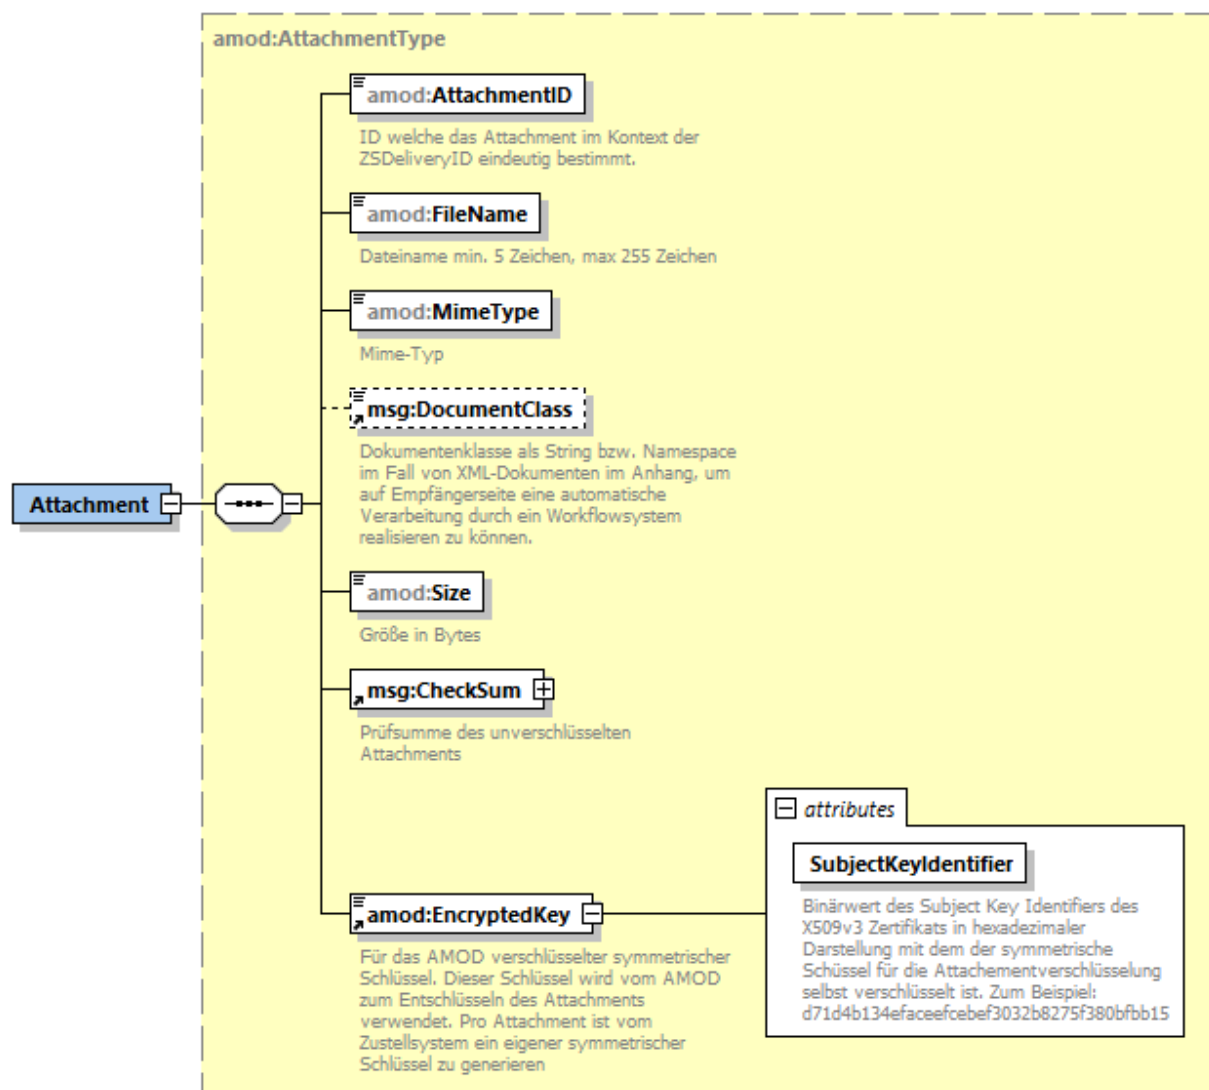 amod:AttachmentType
amod:AttachmentID
ID welche das Attachment im Kontext der
ZSDeliveryID eindeutig bestimmt.
amod:FileName
Dateiname min. 5 Zeichen, max 255 Zeichen
amod:MimeType
Mime-Typ
msg:DocumentClass
Dokumentenklasse als String bzw. Namespace
im Fall von XML-Dokumenten im Anhang, um
auf Empfängerseite eine automatische
Verarbeitung durch ein Workflowsystem
realisieren zu können.
Attachment
amod:Size
Größe in Bytes
msg:CheckSum
Prüfsumme des unverschlüsselten
Attachments
amod:EncryptedKey
Für das AMOD verschlüsselter symmetrischer
Schlüssel. Dieser Schlüssel wird vom AMOD
zum Entschlüsseln des Attachments
verwendet. Pro Attachment ist vom
Zustellsystem ein eigener symmetrischer
Schlüssel zu generieren
attributes
SubjectKeyIdentifier
Binärwert des Subject Key Identifiers des
X509v3 Zertifikats in hexadezimaler
Darstellung mit dem der symmetrische
Schüssel für die Attachementverschlüsselung
selbst verschlüsselt ist. Zum Beispiel:
d71d4b134efaceefcebef3032b8275f380bfbb15